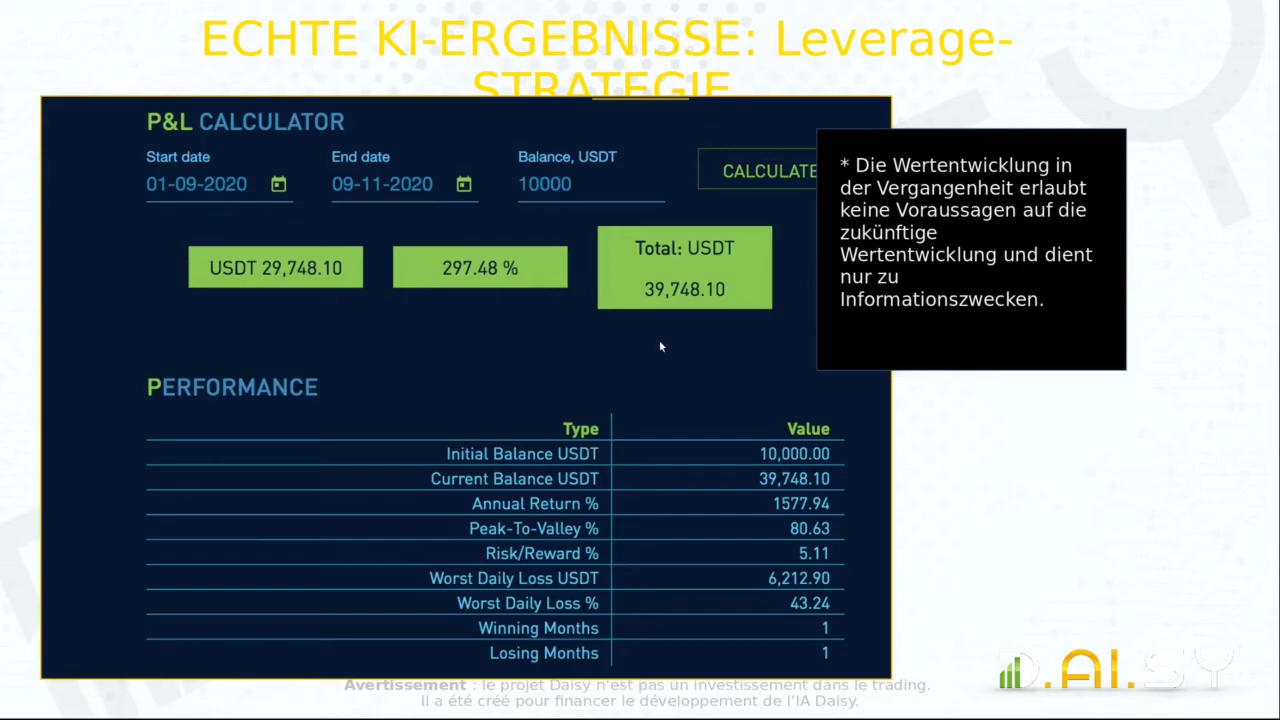 ECHTE KI-ERGEBNISSE: Leverage-
STRATEGIE
P&L CALCULATOR
Start date End date Balance, USDT
01-09-2020 09-11-2020 10000 CALCULATE
USDT 29,748.10 297.48 % Total: USDT
39,748.10
* Die Wertentwicklung in
der Vergangenheit erlaubt
keine Voraussagen auf die
zukünftige
Wertentwicklung und dient
nur zu
Informationszwecken.
PERFORMANCE
Type Value
Initial Balance USDT 10,000.00
Current Balance USDT 39,748.10
Annual Return % 1577.94
Peak-To-Valley % 80.63
Risk/Reward % 5.11
Worst Daily Loss USDT 6,212.90
Worst Daily Loss % 43.24
Winning Months 1
Losing Months 1
D.AI.SY
Avertissement : le projet Daisy n’est pas un investissement dans le trading.
Il a été créé pour financer le développement de l’IA Daisy.